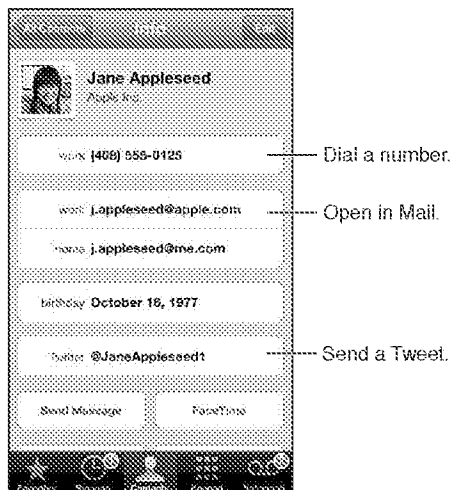 Info
Jane Appleseed
Apple Inc.
work (408) 555-0125
Dial a number.
work j.appleseed@apple.com
Open in Mail.
home j.appleseed@me.com
birthday October 16, 1977
twitter @JaneAppleseed1
Send a Tweet.
Send Message
FaceTime